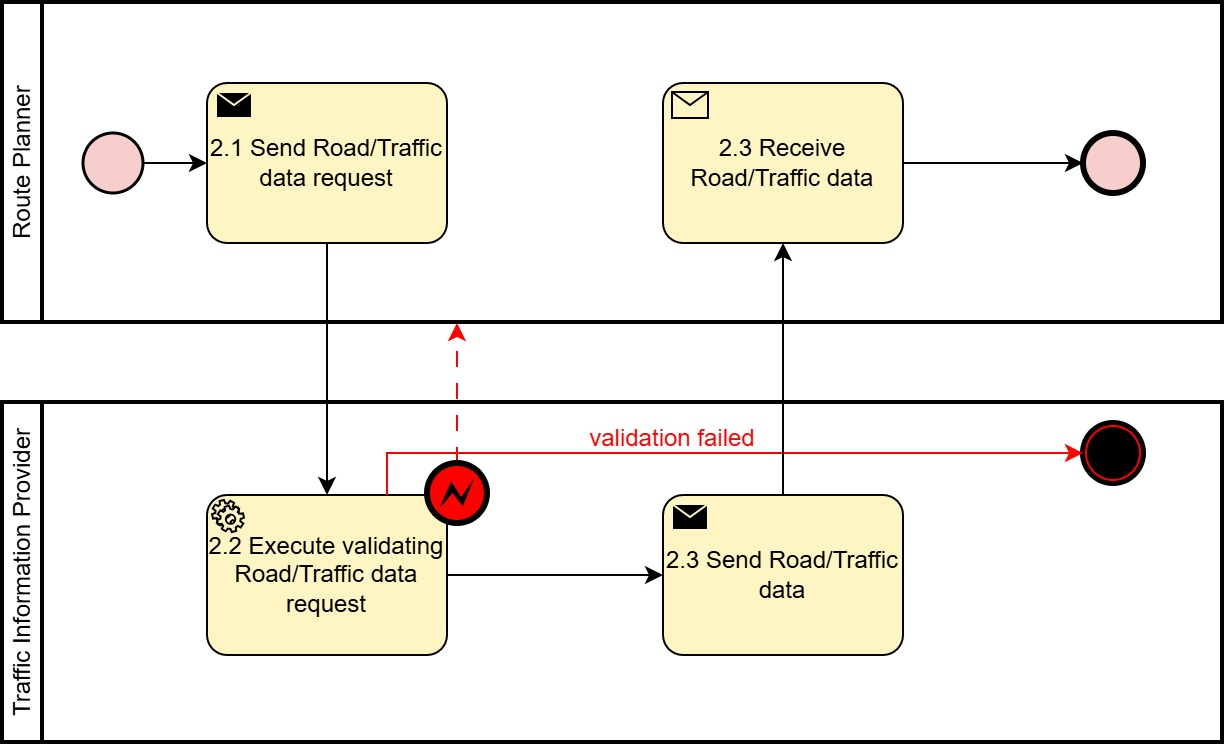 Route Planner
2.1 Send Road/Traffic
data request
2.3 Receive
Road/Traffic data
Traffic Information Provider
validation failed
2.2 Execute validating
Road/Traffic data
request
2.3 Send Road/Traffic
data